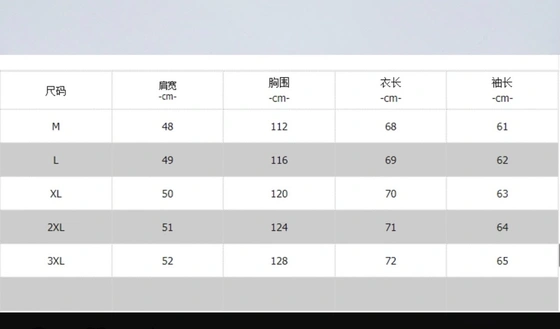 尺码 肩宽 胸围 衣长 袖长
-cm- -cm- -cm- -cm-
M 48 112 68 61
L 49 116 69 62
XL 50 120 70 63
2XL 51 124 71 64
3XL 52 128 72 65